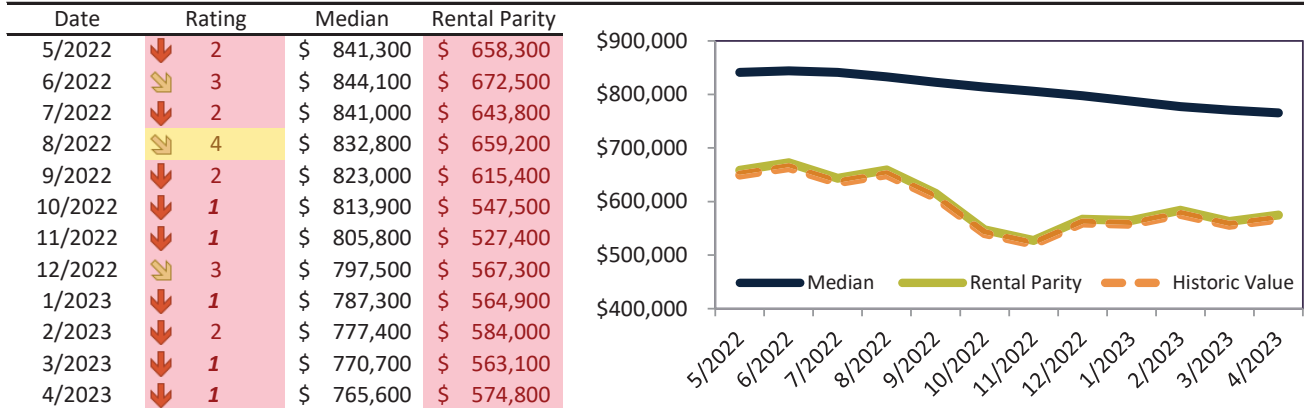 Date Rating Median Rental Parity
5/2022 2 $ 841,300 $ 658,300
6/2022 3 $ 844,100 $ 672,500
7/2022 2 $ 841,000 $ 643,800
8/2022 4 $ 832,800 $ 659,200
9/2022 2 $ 823,000 $ 615,400
10/2022 1 $ 813,900 $ 547,500
11/2022 1 $ 805,800 $ 527,400
12/2022 3 $ 797,500 $ 567,300
1/2023 1 $ 787,300 $ 564,900
2/2023 2 $ 777,400 $ 584,000
3/2023 1 $ 770,700 $ 563,100
4/2023 1 $ 765,600 $ 574,800
$900,000
$800,000
$700,000
$600,000
$500,000
$400,000
Median Rental Parity Historic Value
5/2022 6/2022 7/2022 8/2022 9/2022 10/2022 11/2022 12/2022 1/2023 2/2023 3/2023 4/2023